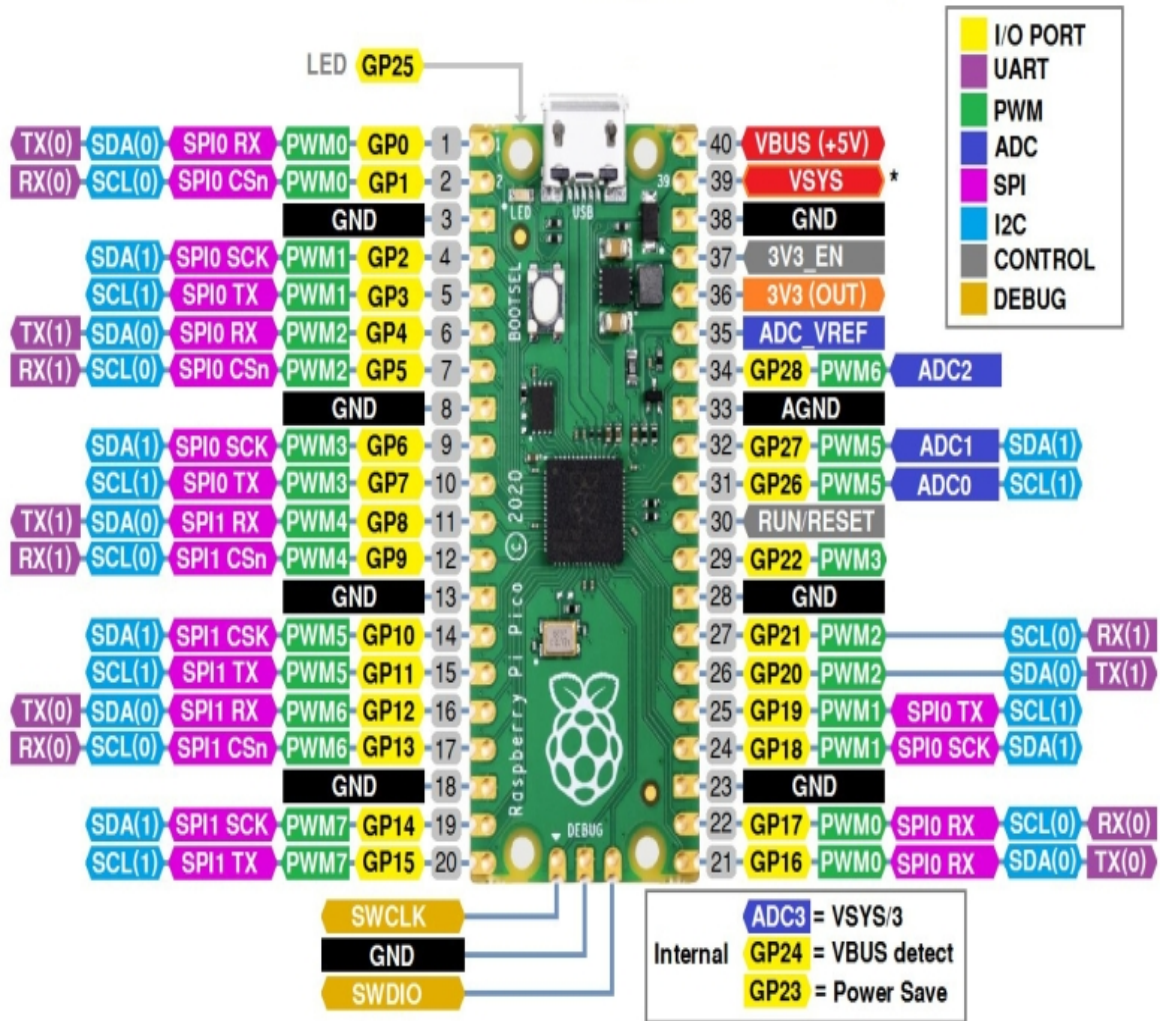 LED GP25
I/O PORT
UART
PWM
ADC
SPI
I2C
CONTROL
DEBUG
TX(0) SDA(0) SPI0 RX PWM0 GP0 1 1 40 VBUS (+5V)
RX(0) SCL(0) SPI0 CSn PWM0 GP1 2 2 39 39 VSYS *
LED USB
GND 3 38 GND
SDA(1) SPI0 SCK PWM1 GP2 4 37 3V3_EN
SCL(1) SPI0 TX PWM1 GP3 5 36 3V3 (OUT)
BOOTSEL
TX(1) SDA(0) SPI0 RX PWM2 GP4 6 35 ADC_VREF
RX(1) SCL(0) SPI0 CSn PWM2 GP5 7 34 GP28 PWM6 ADC2
GND 8 33 AGND
SDA(1) SPI0 SCK PWM3 GP6 9 32 GP27 PWM5 ADC1 SDA(1)
SCL(1) SPI0 TX PWM3 GP7 10 31 GP26 PWM5 ADC0 SCL(1)
TX(1) SDA(0) SPI1 RX PWM4 GP8 11 30 RUN/RESET
RX(1) SCL(0) SPI1 CSn PWM4 GP9 12 29 GP22 PWM3
GND 13 28 GND
SDA(1) SPI1 CSK PWM5 GP10 14 27 GP21 PWM2 SCL(0) RX(1)
SCL(1) SPI1 TX PWM5 GP11 15 26 GP20 PWM2 SDA(0) TX(1)
TX(0) SDA(0) SPI1 RX PWM6 GP12 16 25 GP19 PWM1 SPI0 TX SCL(1)
RX(0) SCL(0) SPI1 CSn PWM6 GP13 17 24 GP18 PWM1 SPI0 SCK SDA(1)
GND 18 23 GND
SDA(1) SPI1 SCK PWM7 GP14 19 22 GP17 PWM0 SPI0 RX SCL(0) RX(0)
SCL(1) SPI1 TX PWM7 GP15 20 21 GP16 PWM0 SPI0 RX SDA(0) TX(0)
Raspberry Pi Pico © 2020
DEBUG
SWCLK
GND
SWDIO
Internal
ADC3 = VSYS/3
GP24 = VBUS detect
GP23 = Power Save